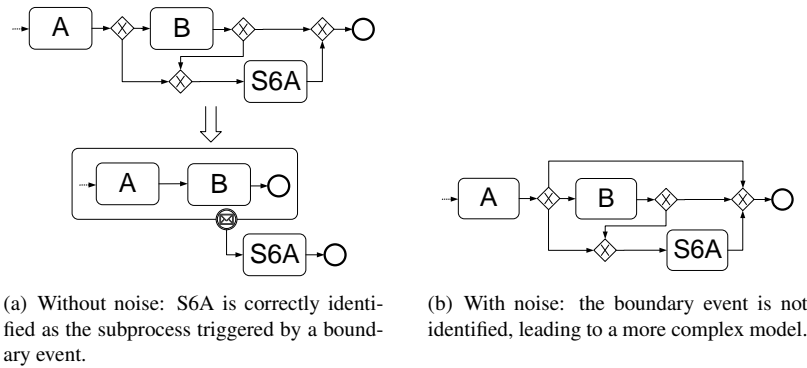 A
B
S6A
A
B
S6A
A
B
S6A
(a) Without noise: S6A is correctly identi-
fied as the subprocess triggered by a bound-
ary event.
(b) With noise: the boundary event is not
identified, leading to a more complex model.